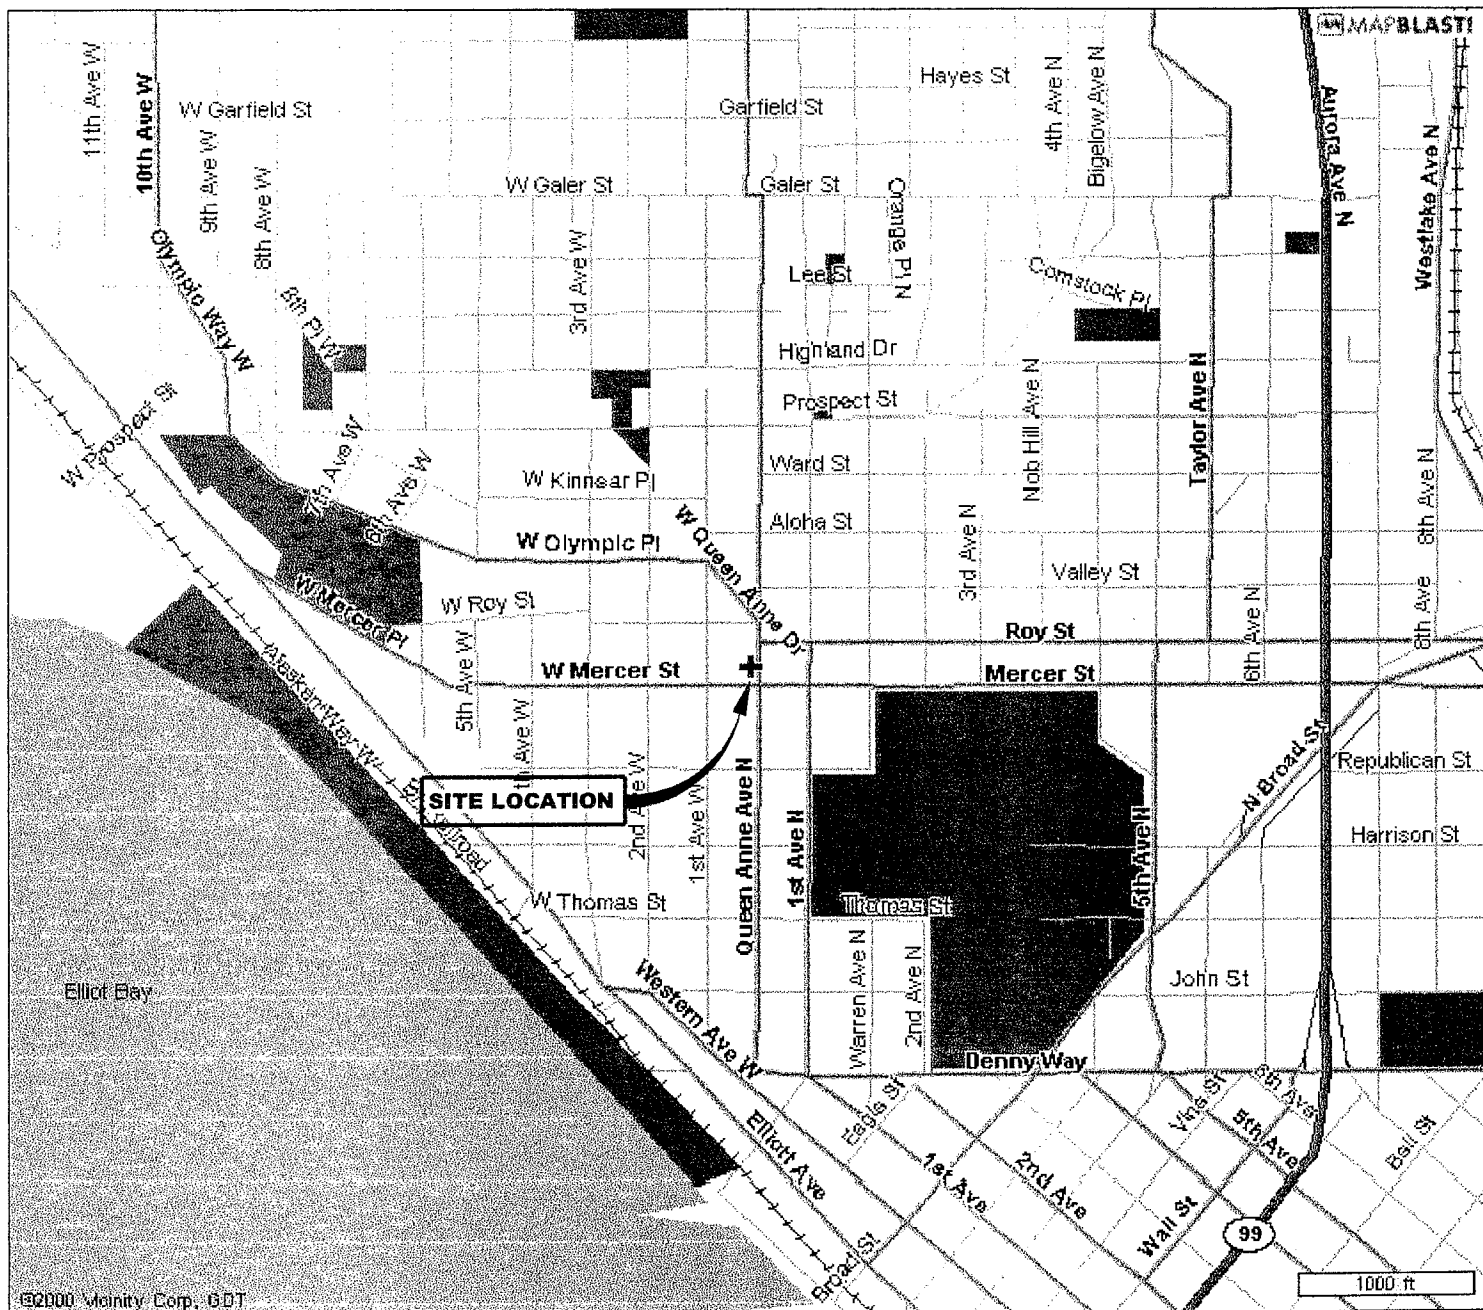 MAPBLAST!
11th Ave W
10th Ave W
W Garfield St
9th Ave W
8th Ave W
Garfield St
Hayes St
4th Ave N
Bigelow Ave N
Aurora Ave N
Westlake Ave N
W Galer St
Galer St
Orange Pl N
3rd Ave W
Olympic Way W
8th Pl W
Lee St
Comstock Pl
Highland Dr
Prospect St
Nob Hill Ave N
Taylor Ave N
W Prospect St
7th Ave W
6th Ave W
W Kinnear Pl
Ward St
W Olympic Pl
W Queen Anne Dr
Aloha St
3rd Ave N
Valley St
8th Ave N
8th Ave
6th Ave N
W Mercer Pl
W Roy St
Roy St
5th Ave W
W Mercer St
Mercer St
Alaskan Way W
th Ave W
2nd Ave W
1st Ave W
SITE LOCATION
Railroad
Queen Anne Ave N
1st Ave N
5th Ave N
N Broad St
Republican St
Harrison St
W Thomas St
Thomas St
Warren Ave N
2nd Ave N
John St
Elliot Bay
Western Ave W
Denny Way
Elliott Ave
Eagle St
1st Ave
2nd Ave
Vine St
6th Ave
5th Ave
Bell St
Wall St
Broad St
99
1000 ft
©2000 Vicinity Corp, GDT